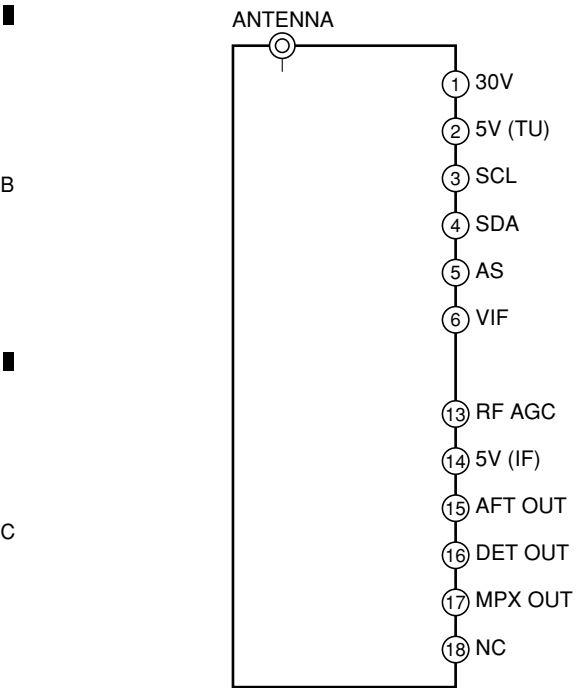 ANTENNA
1 30V
2 5V (TU)
B
3 SCL
4 SDA
5 AS
6 VIF
13 RF AGC
14 5V (IF)
15 AFT OUT
C
16 DET OUT
17 MPX OUT
18 NC